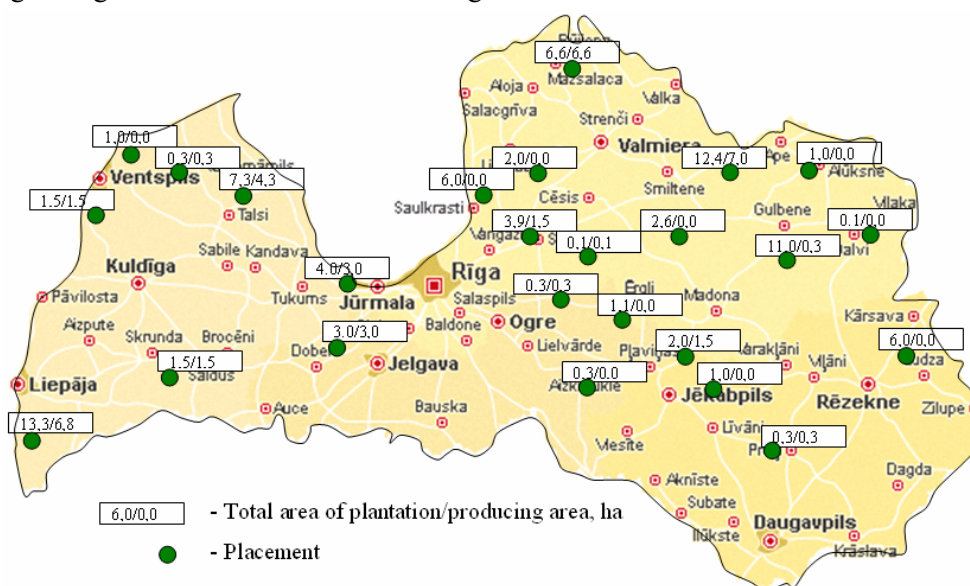 6,6/6,6
Mazsalaca
Aloja
Valka
Salacgrīva
Strenči
Valmiera
1,0/0,0
0,3/0,3
2,0/0,0
12,4/7,0
Ape
1,0/0,0
Alūksne
Ventspils
7,3/4,3
6,0/0,0
Smiltene
Cēsis
1.5/1.5
Talsi
Saulkrasti
Gulbene
0.1/0.0
3.9/1.5
2,6/0,0
Sabile
Kandava
0,1/0,1
11,0/0,3
Kuldīga
4.0/3.0
Rīga
Tukums
Jūrmala
0.3/0.3
Ērgli
Pāvilosta
Salaspils
1,1/0,0
Madona
Kārsava
Aizpute
Skrunda
Brocēni
Baldone
Ogre
3.0/3.0
Lielvārde
2,0/1,5
6,0/0,0
Jelgava
Viļāni
1.5/1.5
0.3/0.0
1,0/0,0
Liepāja
Jēkabpils
Rēzekne
Zilupe
Auce
Bauska
13,3/6,8
Līvāni
0,3/0,3
Aknīste
Dagda
6,0/0,0 - Total area of plantation/producing area, ha
Subate
Daugavpils
- Placement
Krāslava